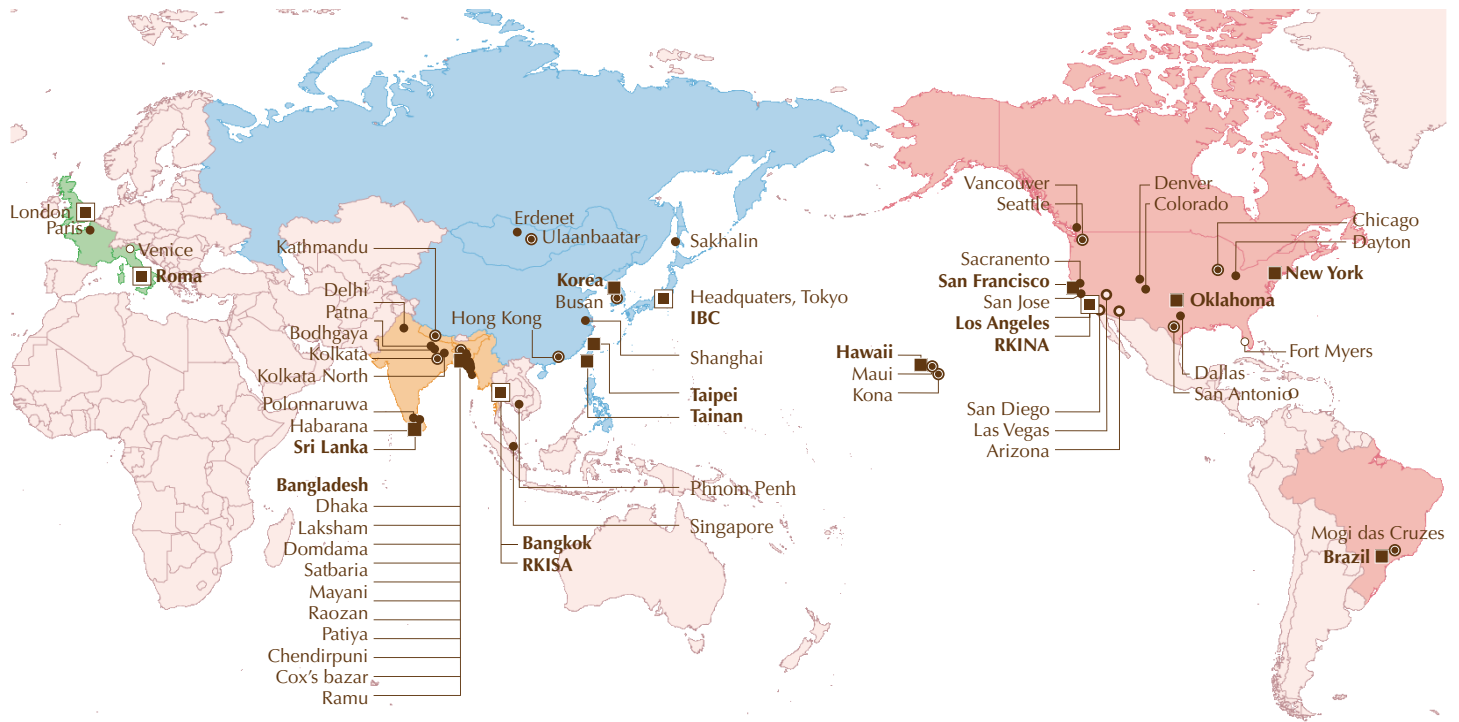 London
Paris
Venice
Roma
Kathmandu
Delhi
Patna
Bodhgaya
Kolkata
Kolkata North
Polonnaruwa
Habarana
Sri Lanka
Bangladesh
Dhaka
Laksham
Domdama
Satbaria
Mayani
Raozan
Patiya
Chendirpuni
Cox's bazar
Ramu
Erdenet
Ulaanbaatar
Sakhalin
Korea
Busan
Headquaters, Tokyo
IBC
Hong Kong
Shanghai
Taipei
Tainan
Phnom Penh
Singapore
Bangkok
RKISA
Hawaii
Maui
Kona
Vancouver
Seattle
Sacranento
San Francisco
San Jose
Los Angeles
RKINA
San Diego
Las Vegas
Arizona
Denver
Colorado
Chicago
Dayton
New York
Oklahoma
Fort Myers
Dallas
San Antonio
Mogi das Cruzes
Brazil